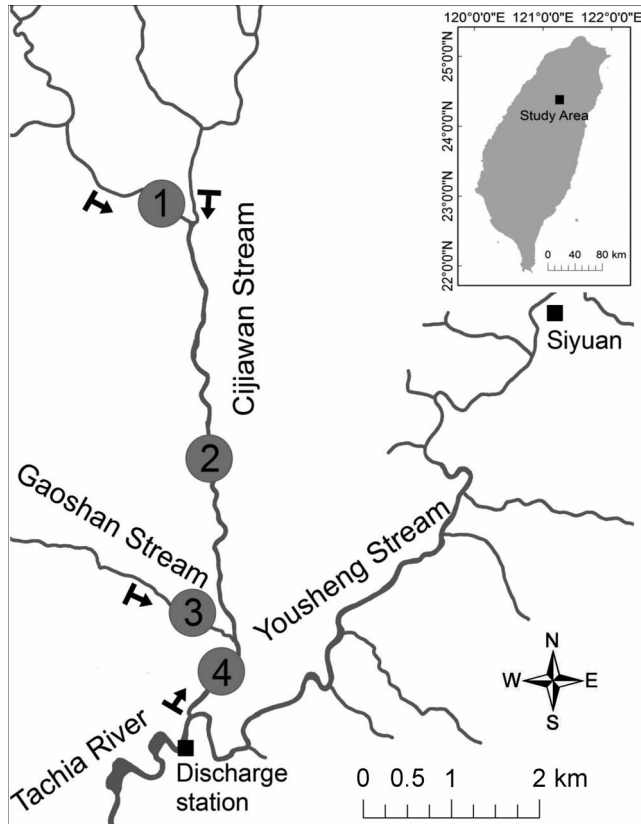 120°0'0"E 121°0'0"E 122°0'0"E
25°0'0"N
24°0'0"N
23°0'0"N
22°0'0"N
Study Area
0 40 80 km
1
Cijiawan Stream
Siyuan
2
Gaoshan Stream
Yousheng Stream
3
4
N
W E
S
Tachia River
Discharge
station
0 0.5 1 2 km